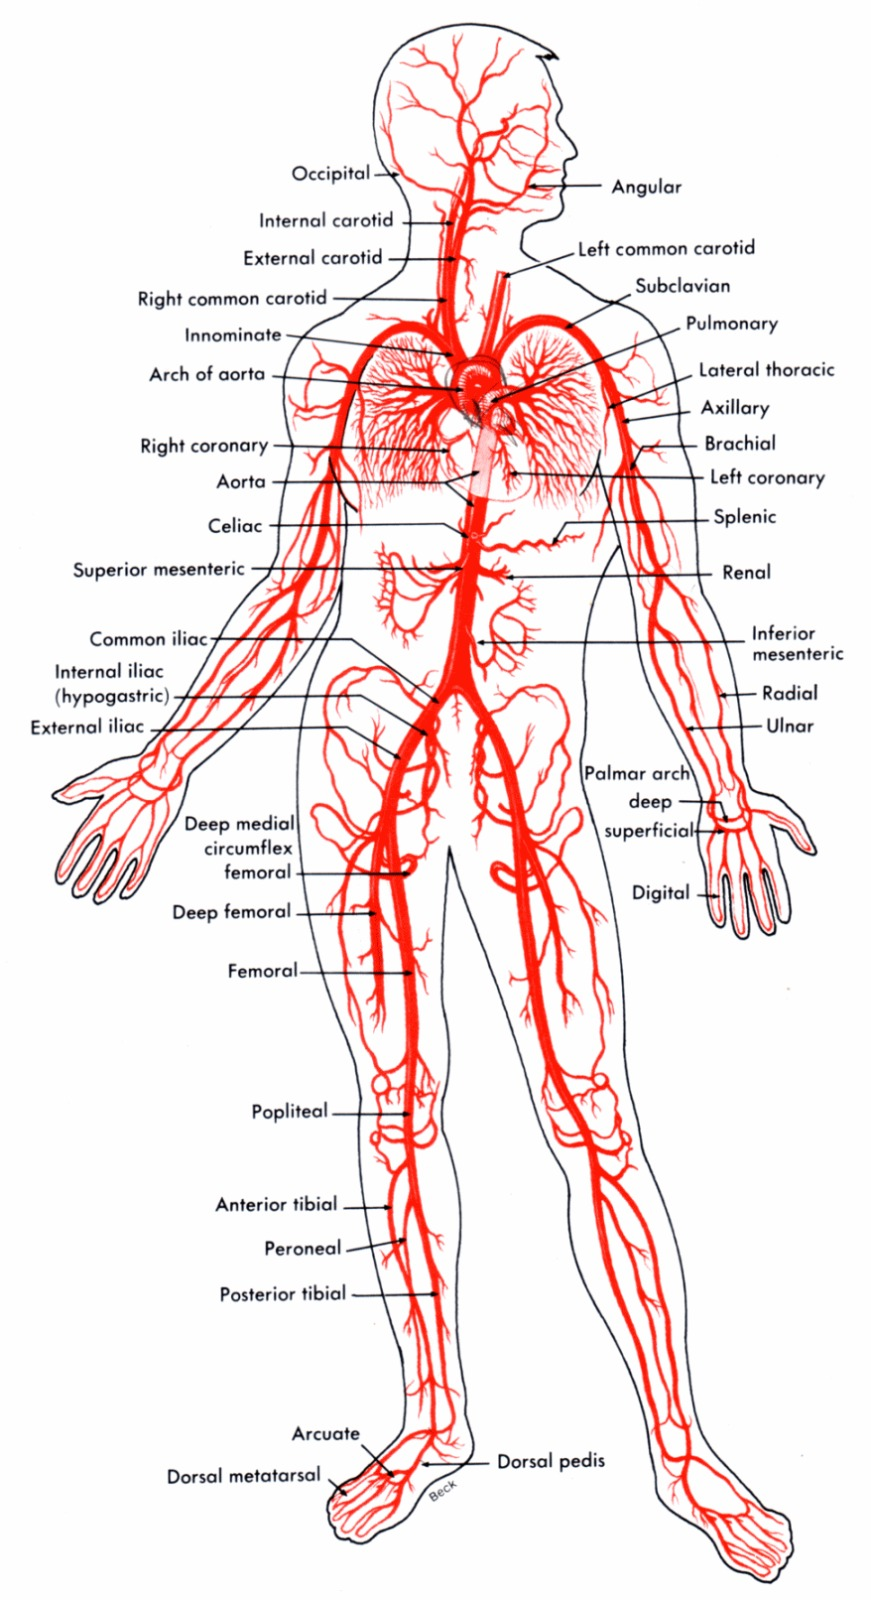 Occipital
Angular
Internal carotid
External carotid
Left common carotid
Right common carotid
Subclavian
Innominate
Pulmonary
Arch of aorta
Lateral thoracic
Axillary
Right coronary
Brachial
Aorta
Left coronary
Celiac
Splenic
Superior mesenteric
Renal
Common iliac
Inferior
mesenteric
Internal iliac
(hypogastric)
Radial
External iliac
Ulnar
Palmar arch
deep
superficial
Deep medial
circumflex
femoral
Digital
Deep femoral
Femoral
Popliteal
Anterior tibial
Peroneal
Posterior tibial
Arcuate
Dorsal metatarsal
Dorsal pedis
Beck